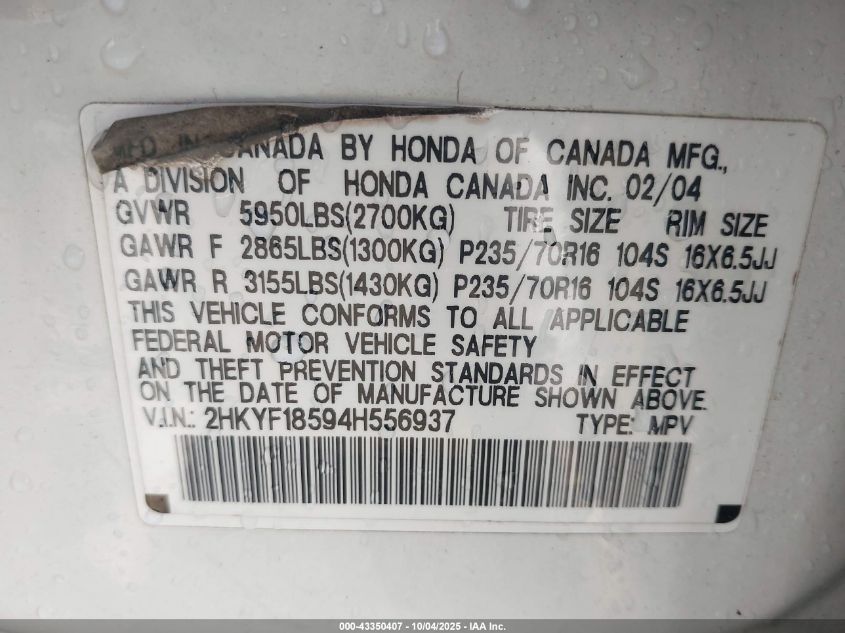 MFD. IN CANADA BY HONDA OF CANADA MFG.,
A DIVISION OF HONDA CANADA INC. 02/04
GVWR 5950LBS(2700KG) TIRE SIZE RIM SIZE
GAWR F 2865LBS(1300KG) P235/70R16 104S 16X6.5JJ
GAWR R 3155LBS(1430KG) P235/70R16 104S 16X6.5JJ
THIS VEHICLE CONFORMS TO ALL APPLICABLE
FEDERAL MOTOR VEHICLE SAFETY
AND THEFT PREVENTION STANDARDS IN EFFECT
ON THE DATE OF MANUFACTURE SHOWN ABOVE.
V.I.N.: 2HKYF18594H556937 TYPE: MPV
000-43350407 - 10/04/2025 - IAA Inc.